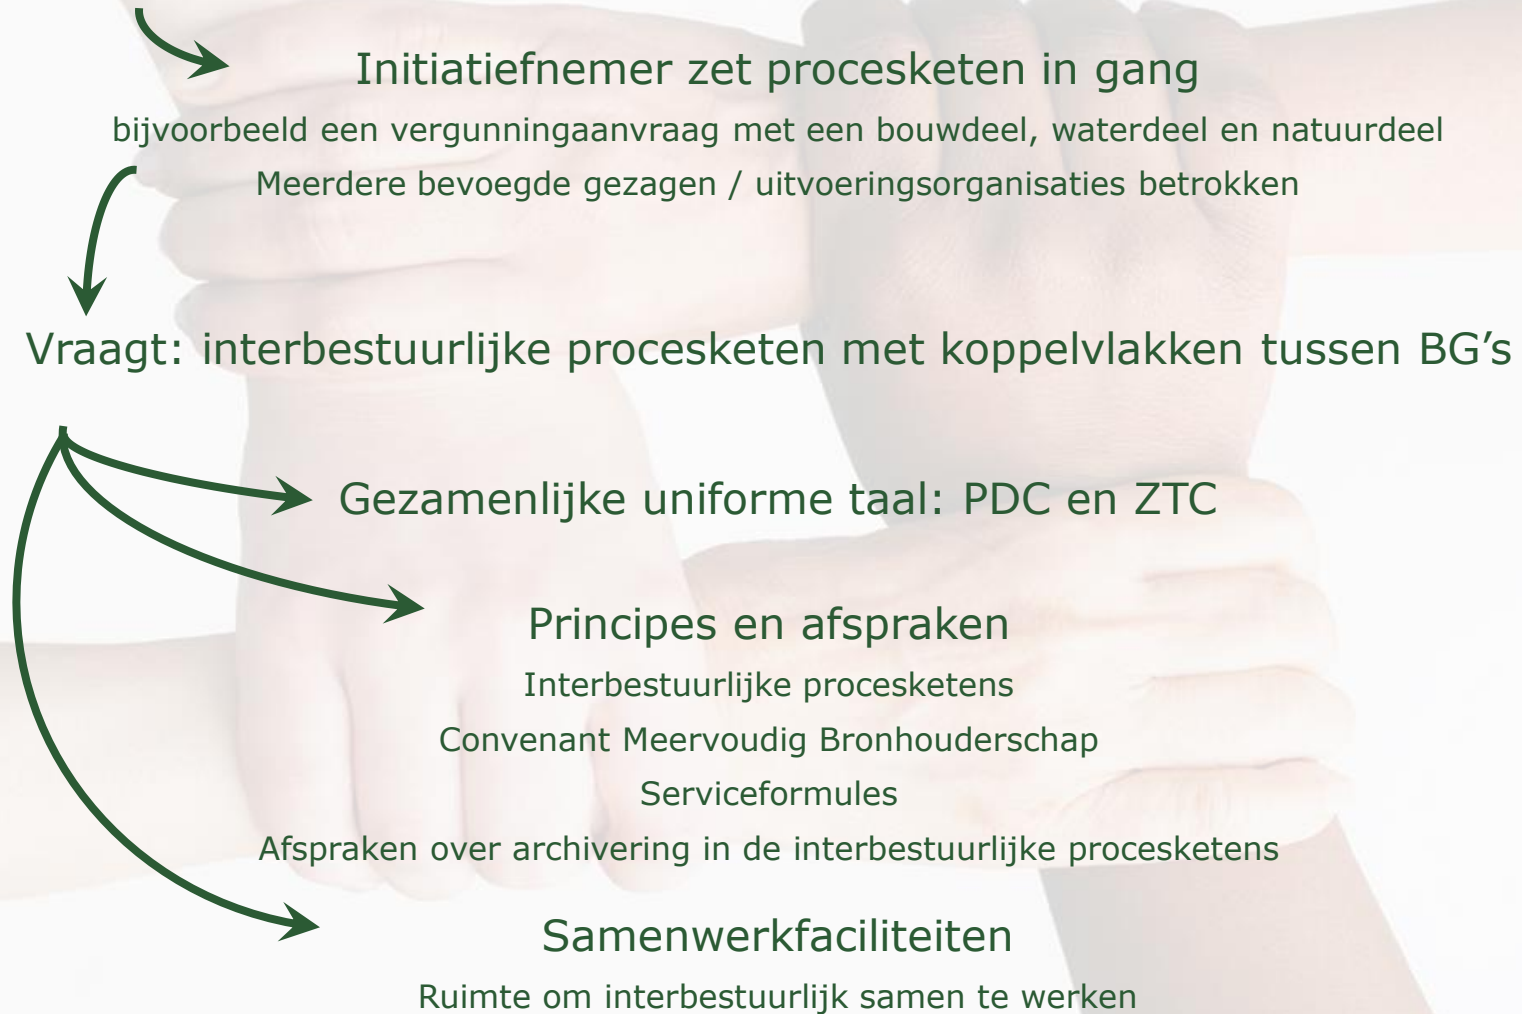 Initiatiefnemer zet procesketen in gang
bijvoorbeeld een vergunningaanvraag met een bouwdeel, waterdeel en natuurdeel
Meerdere bevoegde gezagen / uitvoeringsorganisaties betrokken
Vraagt: interbestuurlijke procesketen met koppelvlakken tussen BG’s
Gezamenlijke uniforme taal: PDC en ZTC
Principes en afspraken
Interbestuurlijke procesketens
Convenant Meervoudig Bronhouderschap
Serviceformules
Afspraken over archivering in de interbestuurlijke procesketens
Samenwerkfaciliteiten
Ruimte om interbestuurlijk samen te werken